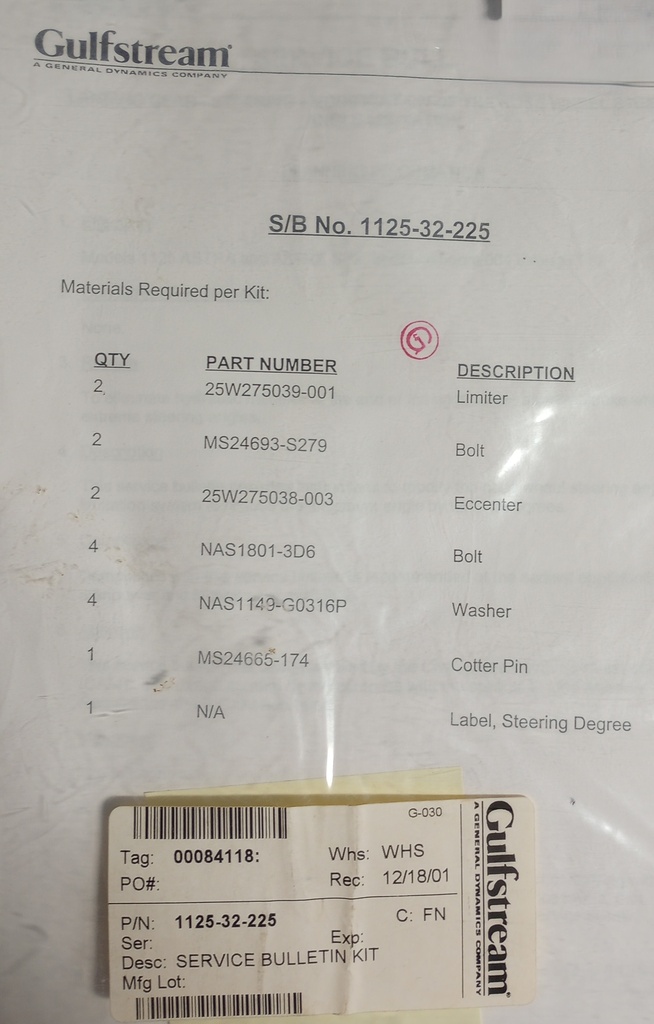 Gulfstream
A GENERAL DYNAMICS COMPANY
S/B No. 1125-32-225
Materials Required per Kit:
QTY PART NUMBER DESCRIPTION
2 25W275039-001 Limiter
2 MS24693-S279 Bolt
2 25W275038-003 Eccenter
4 NAS1801-3D6 Bolt
4 NAS1149-G0316P Washer
1 MS24665-174 Cotter Pin
1 N/A Label, Steering Degree
G-030
Tag: 00084118: Whs: WHS
PO#: Rec: 12/18/01
P/N: 1125-32-225 C: FN
Ser: Exp:
Desc: SERVICE BULLETIN KIT
Mfg Lot:
Gulfstream
A GENERAL DYNAMICS COMPANY